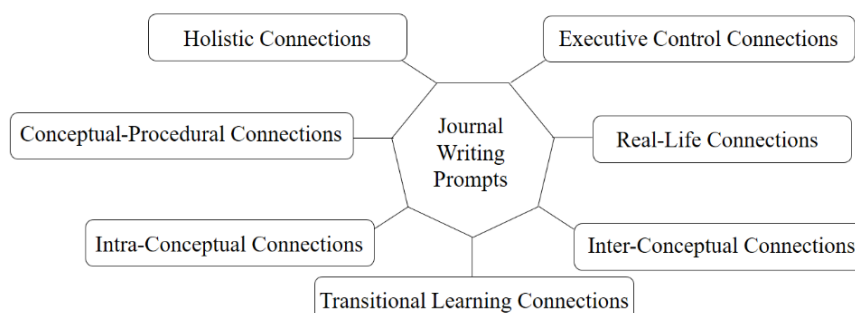 Holistic Connections
Executive Control Connections
Journal
Writing
Prompts
Conceptual-Procedural Connections
Real-Life Connections
Intra-Conceptual Connections
Inter-Conceptual Connections
Transitional Learning Connections